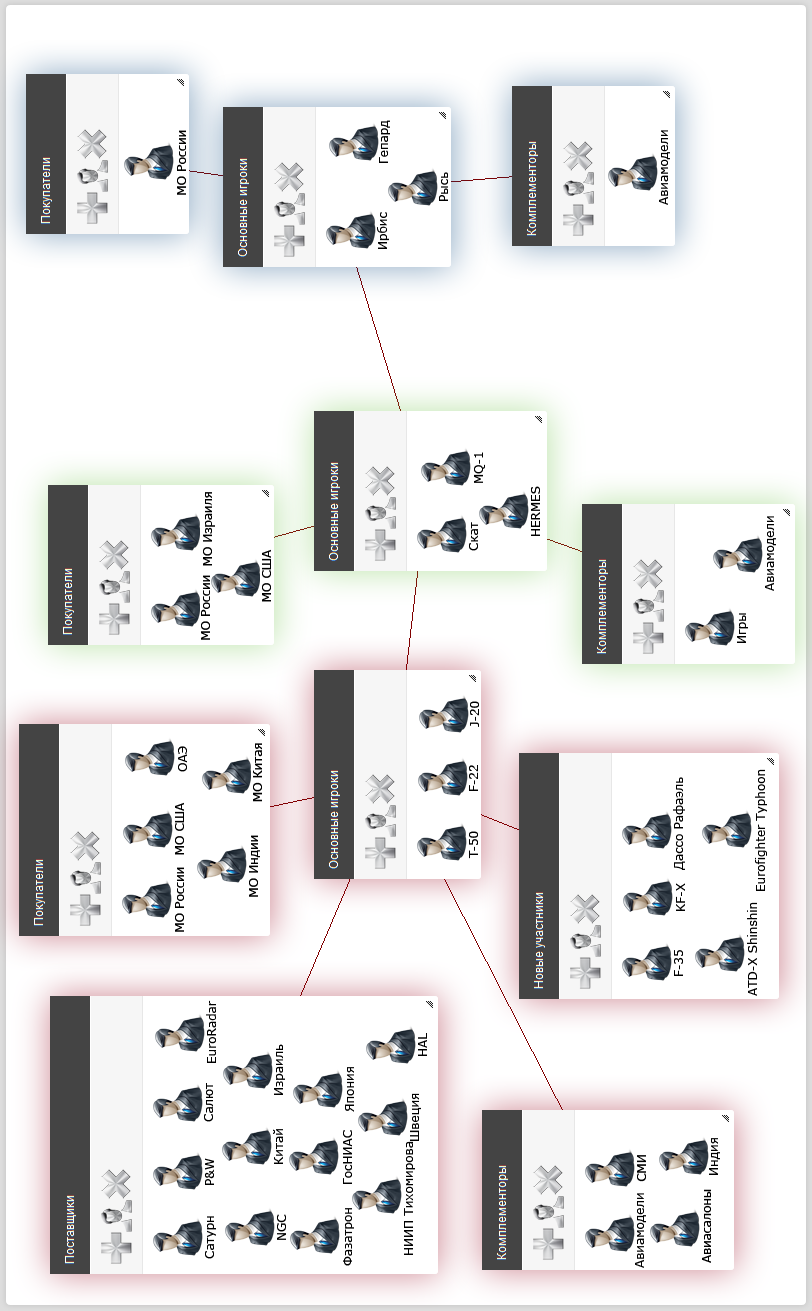 Поставщики
Сатурн
P&W
Салют
EuroRadar
NGC
Китай
Израиль
Фазатрон
ГосНИАС
Япония
НИИП Тихомирова
Швеция
HAL
Покупатели
МО России
МО США
ОАЭ
МО Индии
МО Китая
Основные игроки
T-50
F-22
J-20
Комплементоры
Авиамодели
СМИ
Авиасалоны
Индия
Новые участники
F-35
KF-X
Дассо Рафаэль
ATD-X Shinshin
Eurofighter Typhoon
Покупатели
МО России
МО Израиля
МО США
Основные игроки
Скат
MQ-1
HERMES
Комплементоры
Игры
Авиамодели
Покупатели
МО России
Основные игроки
Ирбис
Гепард
Рысь
Комплементоры
Авиамодели